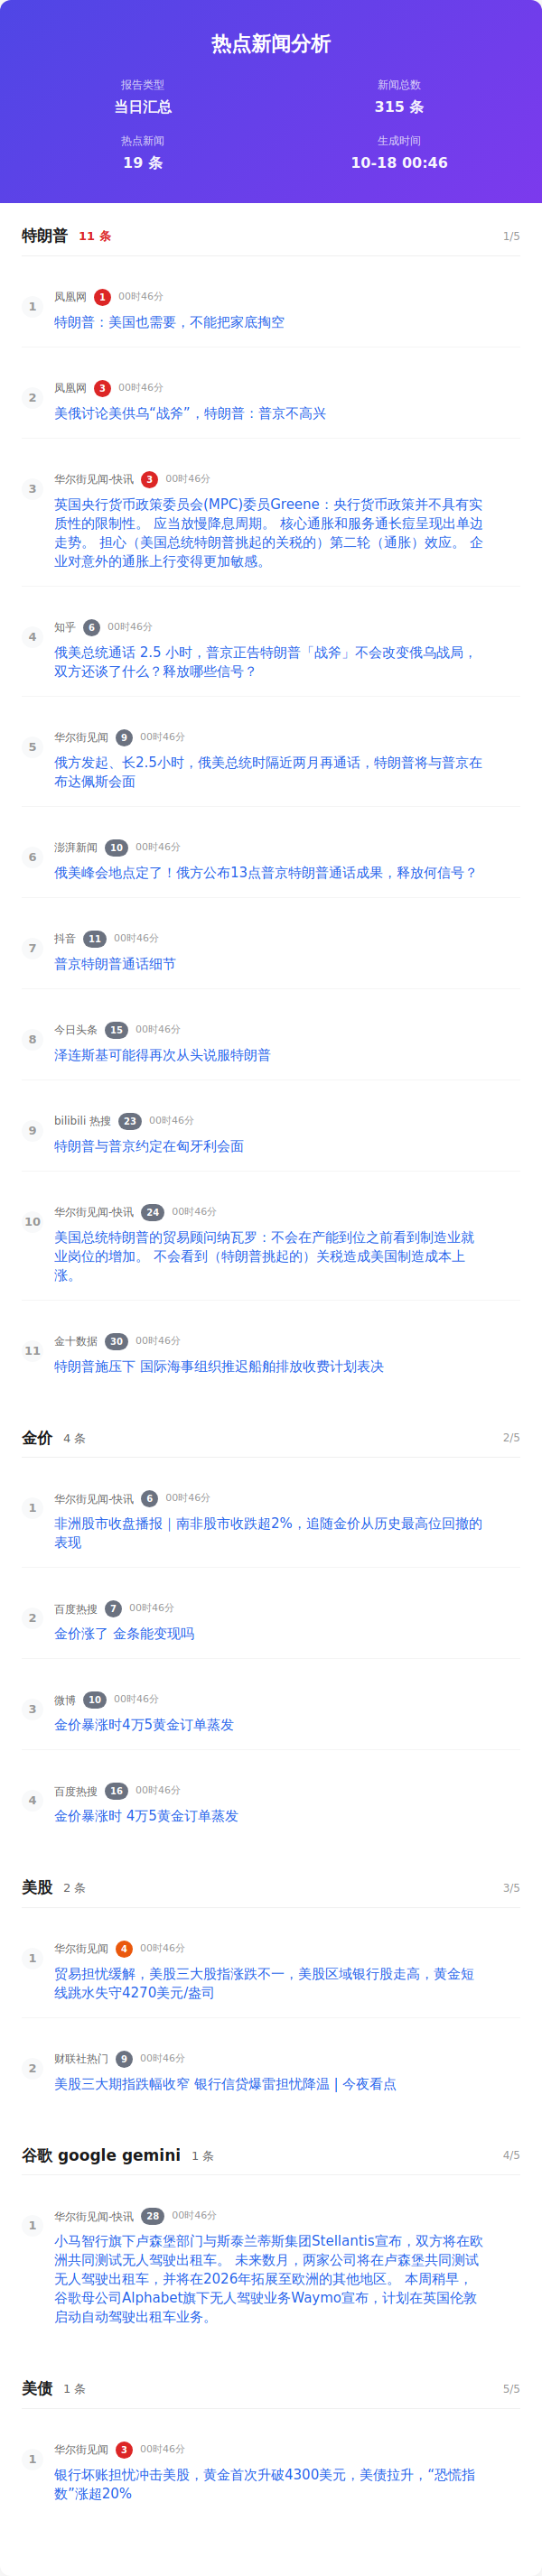 热点新闻分析
报告类型
当日汇总
新闻总数
315 条
热点新闻
19 条
生成时间
10-18 00:46
特朗普 11 条 1/5
1
凤凰网 1 00时46分
特朗普：美国也需要，不能把家底掏空
2
凤凰网 3 00时46分
美俄讨论美供乌“战斧”，特朗普：普京不高兴
3
华尔街见闻-快讯 3 00时46分
英国央行货币政策委员会(MPC)委员Greene：央行货币政策并不具有实
质性的限制性。 应当放慢降息周期。 核心通胀和服务通长痘呈现出单边
走势。 担心（美国总统特朗普挑起的关税的）第二轮（通胀）效应。 企
业对意外的通胀上行变得更加敏感。
4
知乎 6 00时46分
俄美总统通话 2.5 小时，普京正告特朗普「战斧」不会改变俄乌战局，
双方还谈了什么？释放哪些信号？
5
华尔街见闻 9 00时46分
俄方发起、长2.5小时，俄美总统时隔近两月再通话，特朗普将与普京在
布达佩斯会面
6
澎湃新闻 10 00时46分
俄美峰会地点定了！俄方公布13点普京特朗普通话成果，释放何信号？
7
抖音 11 00时46分
普京特朗普通话细节
8
今日头条 15 00时46分
泽连斯基可能得再次从头说服特朗普
9
bilibili 热搜 23 00时46分
特朗普与普京约定在匈牙利会面
10
华尔街见闻-快讯 24 00时46分
美国总统特朗普的贸易顾问纳瓦罗：不会在产能到位之前看到制造业就
业岗位的增加。 不会看到（特朗普挑起的）关税造成美国制造成本上
涨。
11
金十数据 30 00时46分
特朗普施压下 国际海事组织推迟船舶排放收费计划表决
金价 4 条 2/5
1
华尔街见闻-快讯 6 00时46分
非洲股市收盘播报｜南非股市收跌超2%，追随金价从历史最高位回撤的
表现
2
百度热搜 7 00时46分
金价涨了 金条能变现吗
3
微博 10 00时46分
金价暴涨时4万5黄金订单蒸发
4
百度热搜 16 00时46分
金价暴涨时 4万5黄金订单蒸发
美股 2 条 3/5
1
华尔街见闻 4 00时46分
贸易担忧缓解，美股三大股指涨跌不一，美股区域银行股走高，黄金短
线跳水失守4270美元/盎司
2
财联社热门 9 00时46分
美股三大期指跌幅收窄 银行信贷爆雷担忧降温 | 今夜看点
谷歌 google gemini 1 条 4/5
1
华尔街见闻-快讯 28 00时46分
小马智行旗下卢森堡部门与斯泰兰蒂斯集团Stellantis宣布，双方将在欧
洲共同测试无人驾驶出租车。 未来数月，两家公司将在卢森堡共同测试
无人驾驶出租车，并将在2026年拓展至欧洲的其他地区。 本周稍早，
谷歌母公司Alphabet旗下无人驾驶业务Waymo宣布，计划在英国伦敦
启动自动驾驶出租车业务。
美债 1 条 5/5
1
华尔街见闻 3 00时46分
银行坏账担忧冲击美股，黄金首次升破4300美元，美债拉升，“恐慌指
数”涨超20%